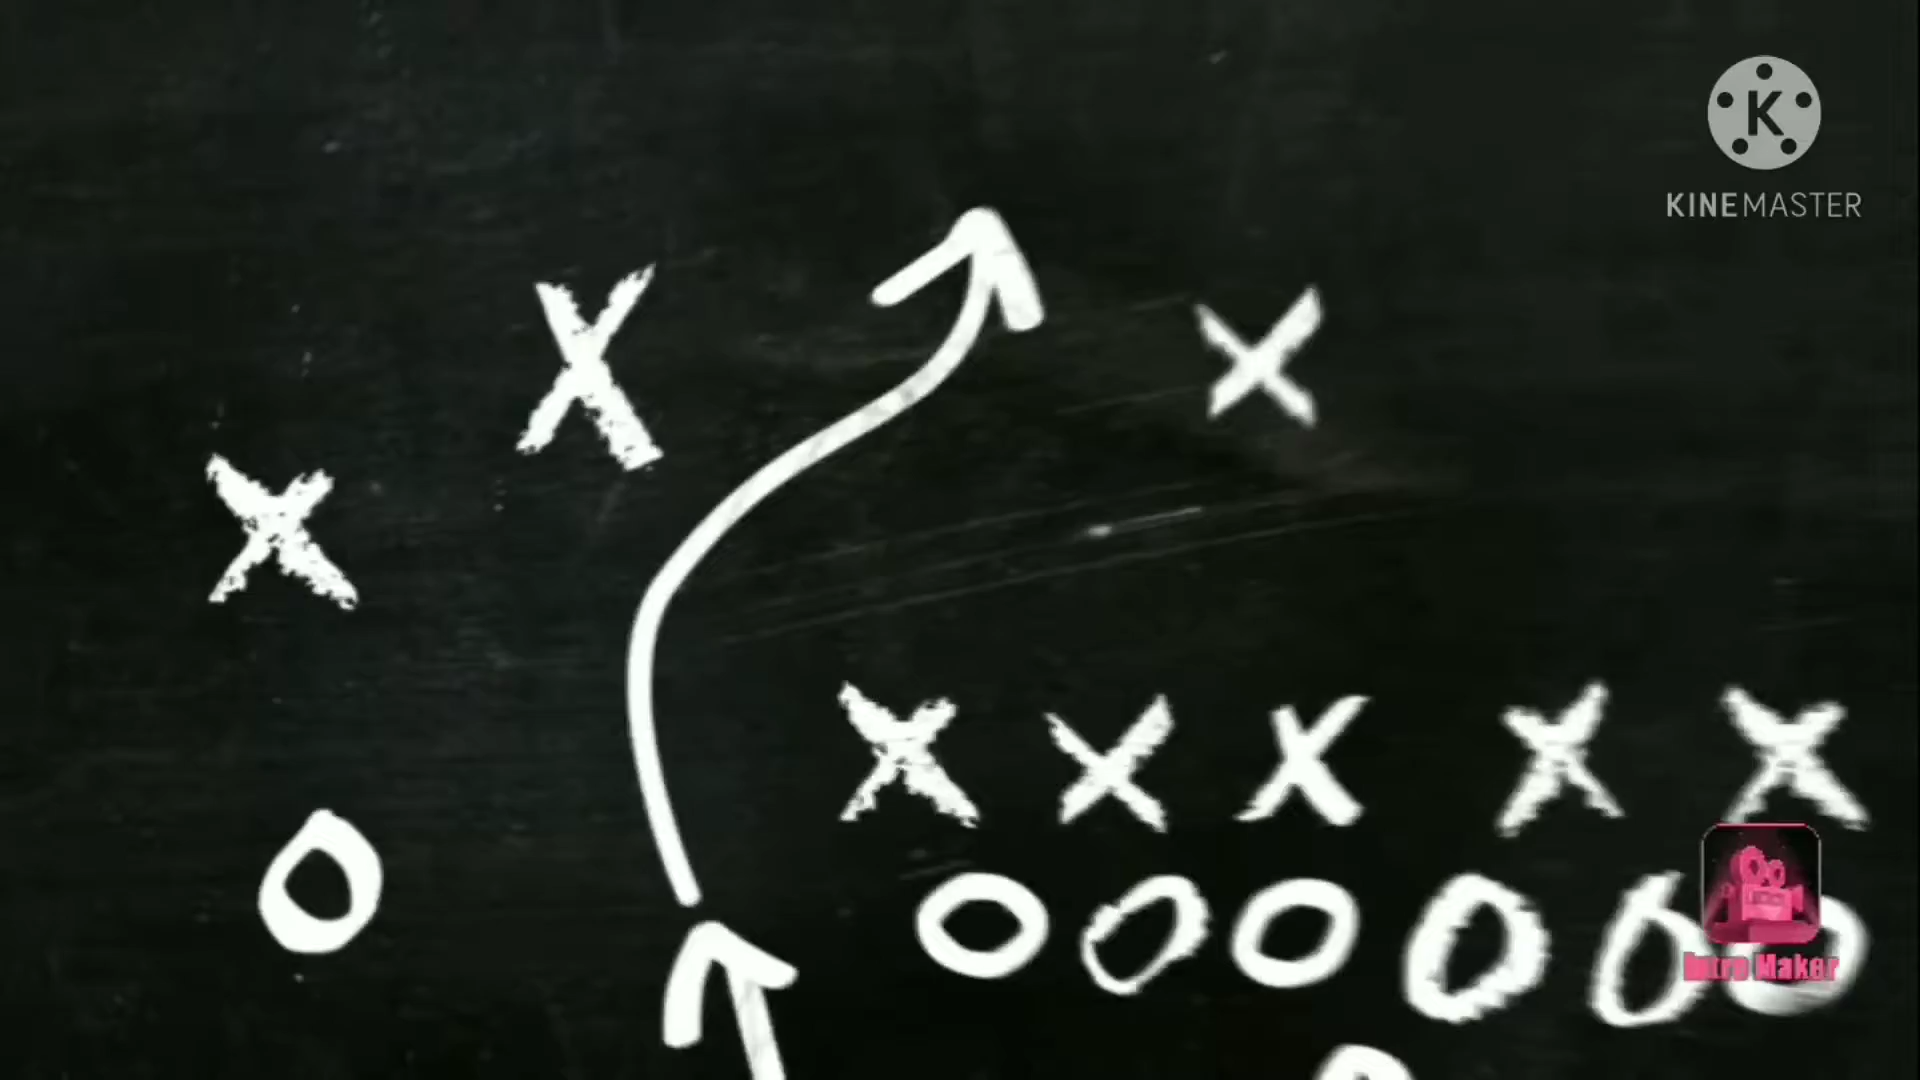 K
KINEMASTER
X
X
X
X X X X X
O
O O O O O O
Intro Maker